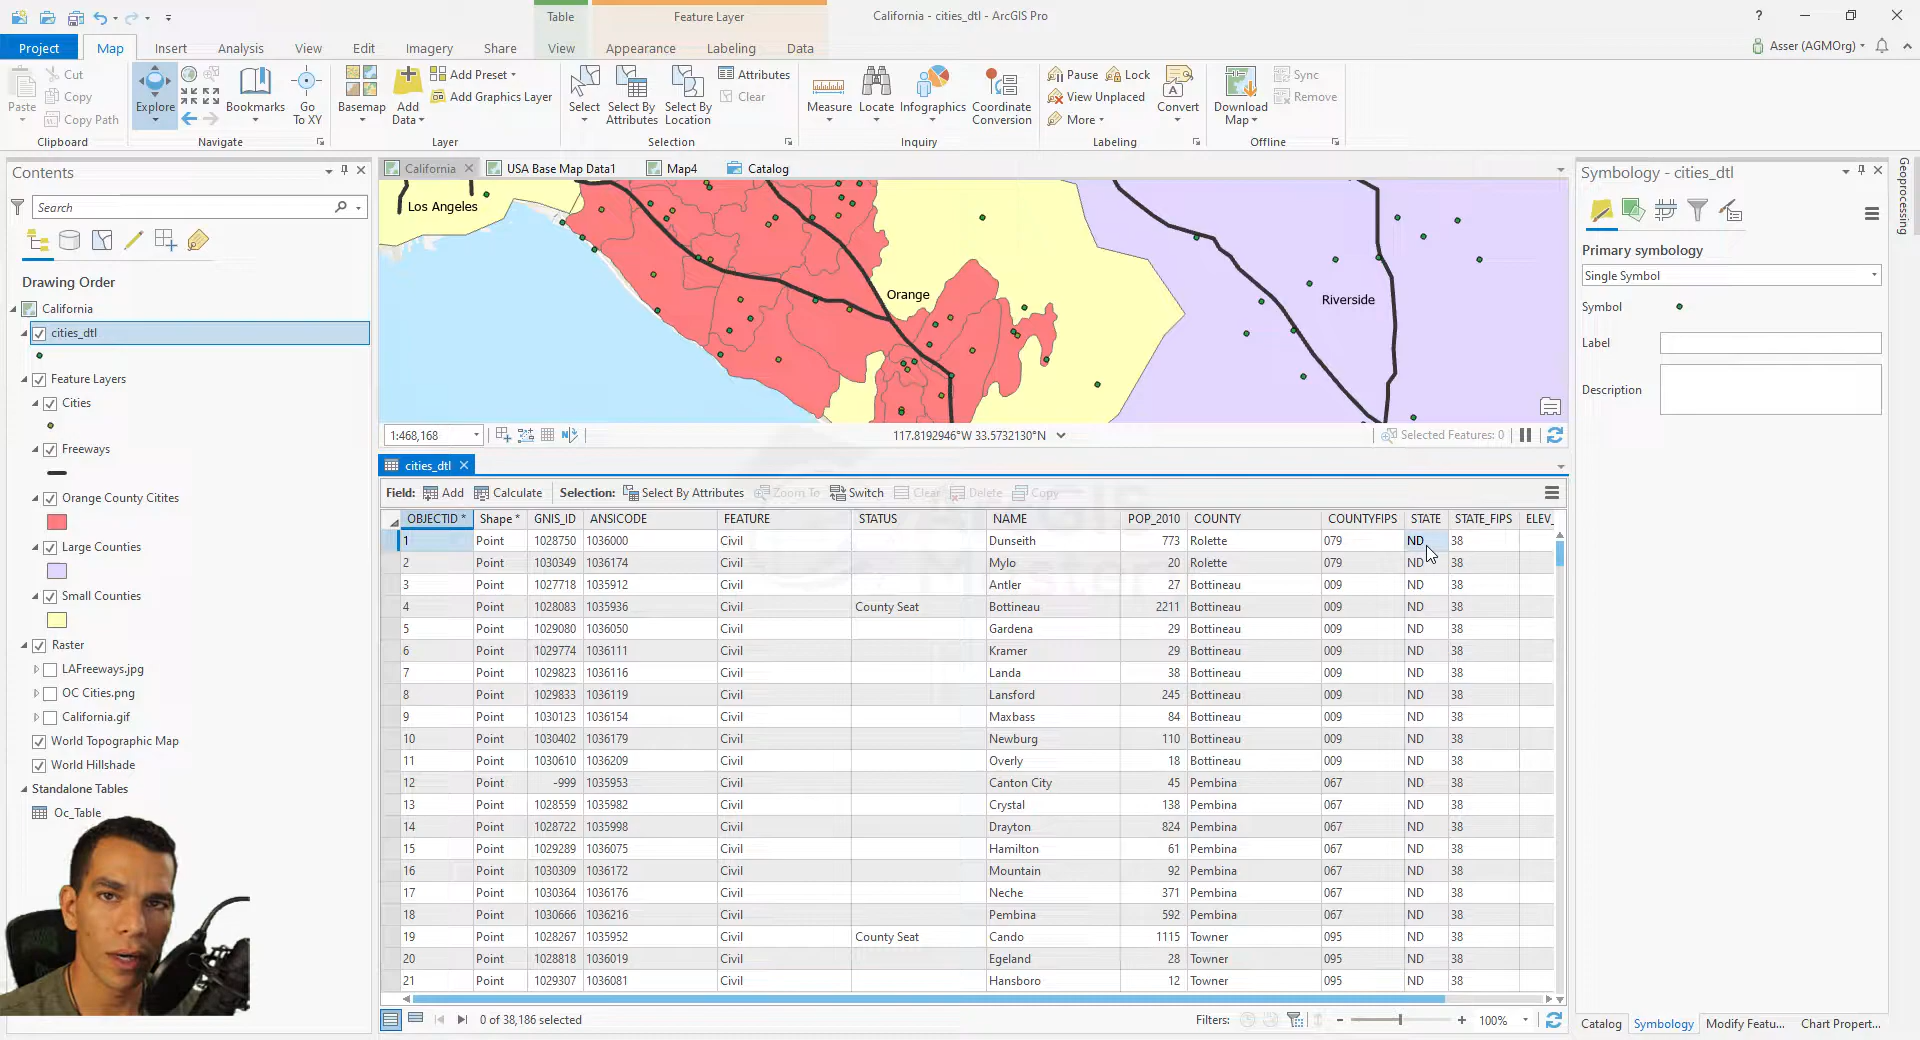 Table
Feature Layer
California - cities_dtl - ArcGIS Pro
?
Project
Map
Insert
Analysis
View
Edit
Imagery
Share
View
Appearance
Labeling
Data
Asser (AGMOrg)
Paste
Cut
Copy
Copy Path
Clipboard
Explore
Bookmarks
Go To XY
Navigate
Basemap
Add Data
Add Preset
Add Graphics Layer
Layer
Select
Select By Attributes
Select By Location
Attributes
Clear
Selection
Measure
Locate
Infographics
Coordinate Conversion
Inquiry
Pause
Lock
View Unplaced
More
Convert
Labeling
Download Map
Sync
Remove
Offline
Contents
Search
Drawing Order
California
cities_dtl
Feature Layers
Cities
Freeways
Orange County Citites
Large Counties
Small Counties
Raster
LAFreeways.jpg
OC Cities.png
California.gif
World Topographic Map
World Hillshade
Standalone Tables
Oc_Table
California
USA Base Map Data1
Map4
Catalog
Los Angeles
Orange
Riverside
1:468,168
117.8192946°W 33.5732130°N
Selected Features: 0
cities_dtl
Field: Add Calculate Selection: Select By Attributes Zoom To Switch Clear Delete Copy
ArcGIS
Master
OBJECTID * Shape * GNIS_ID ANSICODE FEATURE STATUS NAME POP_2010 COUNTY COUNTYFIPS STATE STATE_FIPS ELEV_
1 Point 1028750 1036000 Civil Dunseith 773 Rolette 079 ND 38
2 Point 1030349 1036174 Civil Mylo 20 Rolette 079 ND 38
3 Point 1027718 1035912 Civil Antler 27 Bottineau 009 ND 38
4 Point 1028083 1035936 Civil County Seat Bottineau 2211 Bottineau 009 ND 38
5 Point 1029080 1036050 Civil Gardena 29 Bottineau 009 ND 38
6 Point 1029774 1036111 Civil Kramer 29 Bottineau 009 ND 38
7 Point 1029823 1036116 Civil Landa 38 Bottineau 009 ND 38
8 Point 1029833 1036119 Civil Lansford 245 Bottineau 009 ND 38
9 Point 1030123 1036154 Civil Maxbass 84 Bottineau 009 ND 38
10 Point 1030402 1036179 Civil Newburg 110 Bottineau 009 ND 38
11 Point 1030610 1036209 Civil Overly 18 Bottineau 009 ND 38
12 Point -999 1035953 Civil Canton City 45 Pembina 067 ND 38
13 Point 1028559 1035982 Civil Crystal 138 Pembina 067 ND 38
14 Point 1028722 1035998 Civil Drayton 824 Pembina 067 ND 38
15 Point 1029289 1036075 Civil Hamilton 61 Pembina 067 ND 38
16 Point 1030309 1036172 Civil Mountain 92 Pembina 067 ND 38
17 Point 1030364 1036176 Civil Neche 371 Pembina 067 ND 38
18 Point 1030666 1036216 Civil Pembina 592 Pembina 067 ND 38
19 Point 1028267 1035952 Civil County Seat Cando 1115 Towner 095 ND 38
20 Point 1028818 1036019 Civil Egeland 28 Towner 095 ND 38
21 Point 1029307 1036081 Civil Hansboro 12 Towner 095 ND 38
0 of 38,186 selected
Filters:
100%
Symbology - cities_dtl
Primary symbology
Single Symbol
Symbol
Label
Description
Catalog
Symbology
Modify Featu...
Chart Propert...
Geoprocessing